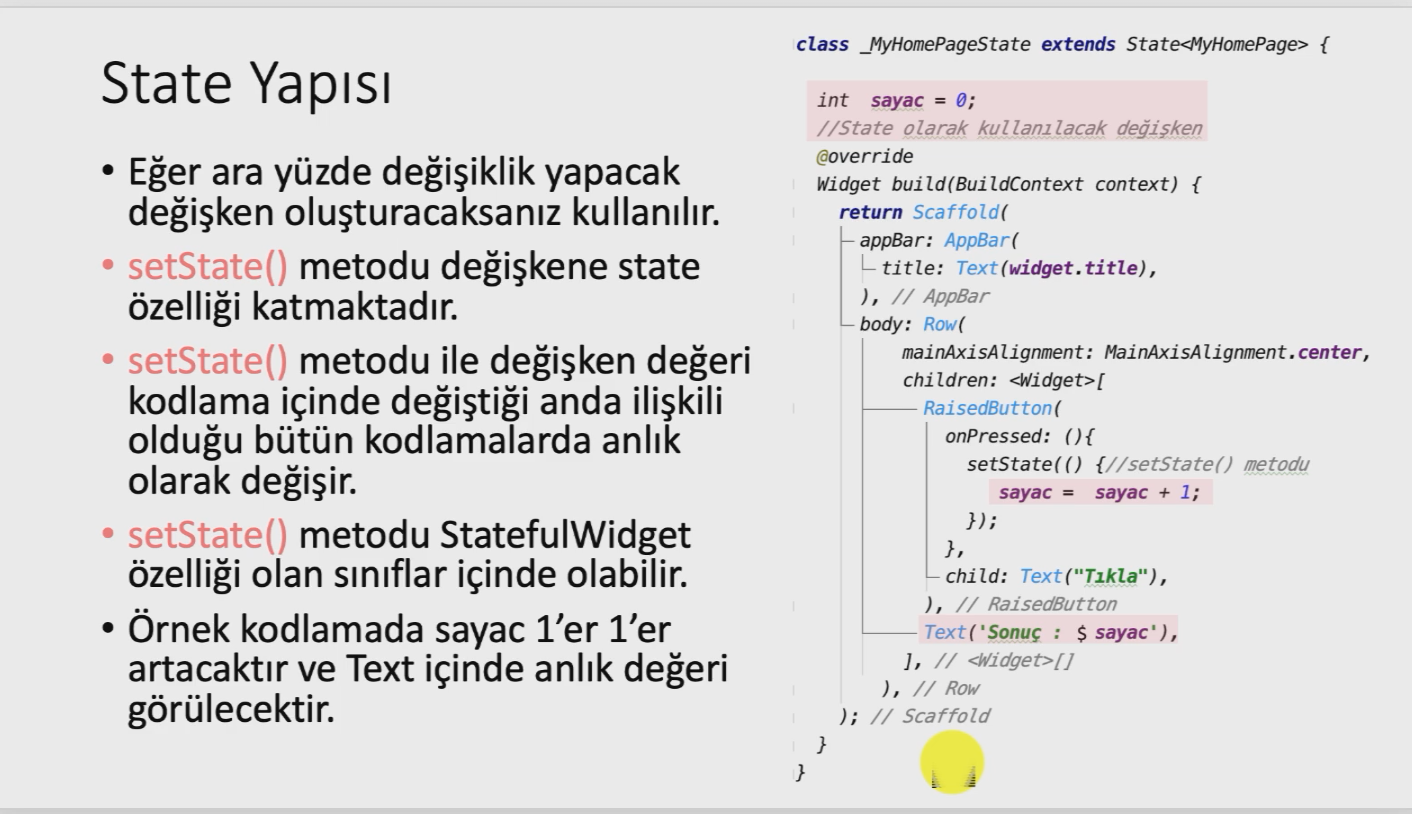 State Yapısı
• Eğer ara yüzde değişiklik yapacak
değişken oluşturacaksanız kullanılır.
• setState() metodu değişkene state
özelliği katmaktadır.
• setState() metodu ile değişken değeri
kodlama içinde değiştiği anda ilişkili
olduğu bütün kodlamalarda anlık
olarak değişir.
• setState() metodu StatefulWidget
özelliği olan sınıflar içinde olabilir.
• Örnek kodlamada sayac 1’er 1’er
artacaktır ve Text içinde anlık değeri
görülecektir.
class _MyHomePageState extends State<MyHomePage> {
int sayac = 0;
//State olarak kullanılacak değişken
@override
Widget build(BuildContext context) {
return Scaffold(
appBar: AppBar(
title: Text(widget.title),
), // AppBar
body: Row(
mainAxisAlignment: MainAxisAlignment.center,
children: <Widget>[
RaisedButton(
onPressed: (){
setState(() {//setState() metodu
sayac = sayac + 1;
});
},
child: Text("Tıkla"),
), // RaisedButton
Text('Sonuç : $ sayac'),
], // <Widget>[]
), // Row
); // Scaffold
}
}